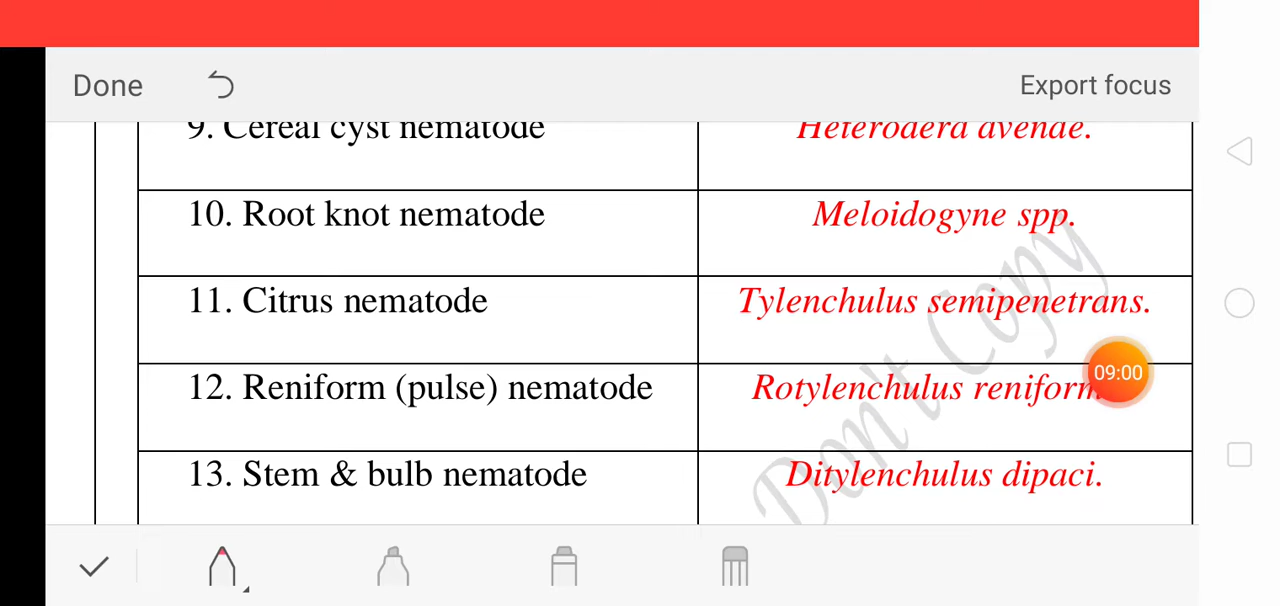 Done
Export focus
9. Cereal cyst nematode
Heterodera avenae.
10. Root knot nematode
Meloidogyne spp.
11. Citrus nematode
Tylenchulus semipenetrans.
12. Reniform (pulse) nematode
Rotylenchulus reniform
09:00
13. Stem & bulb nematode
Ditylenchulus dipaci.
Don't Copy